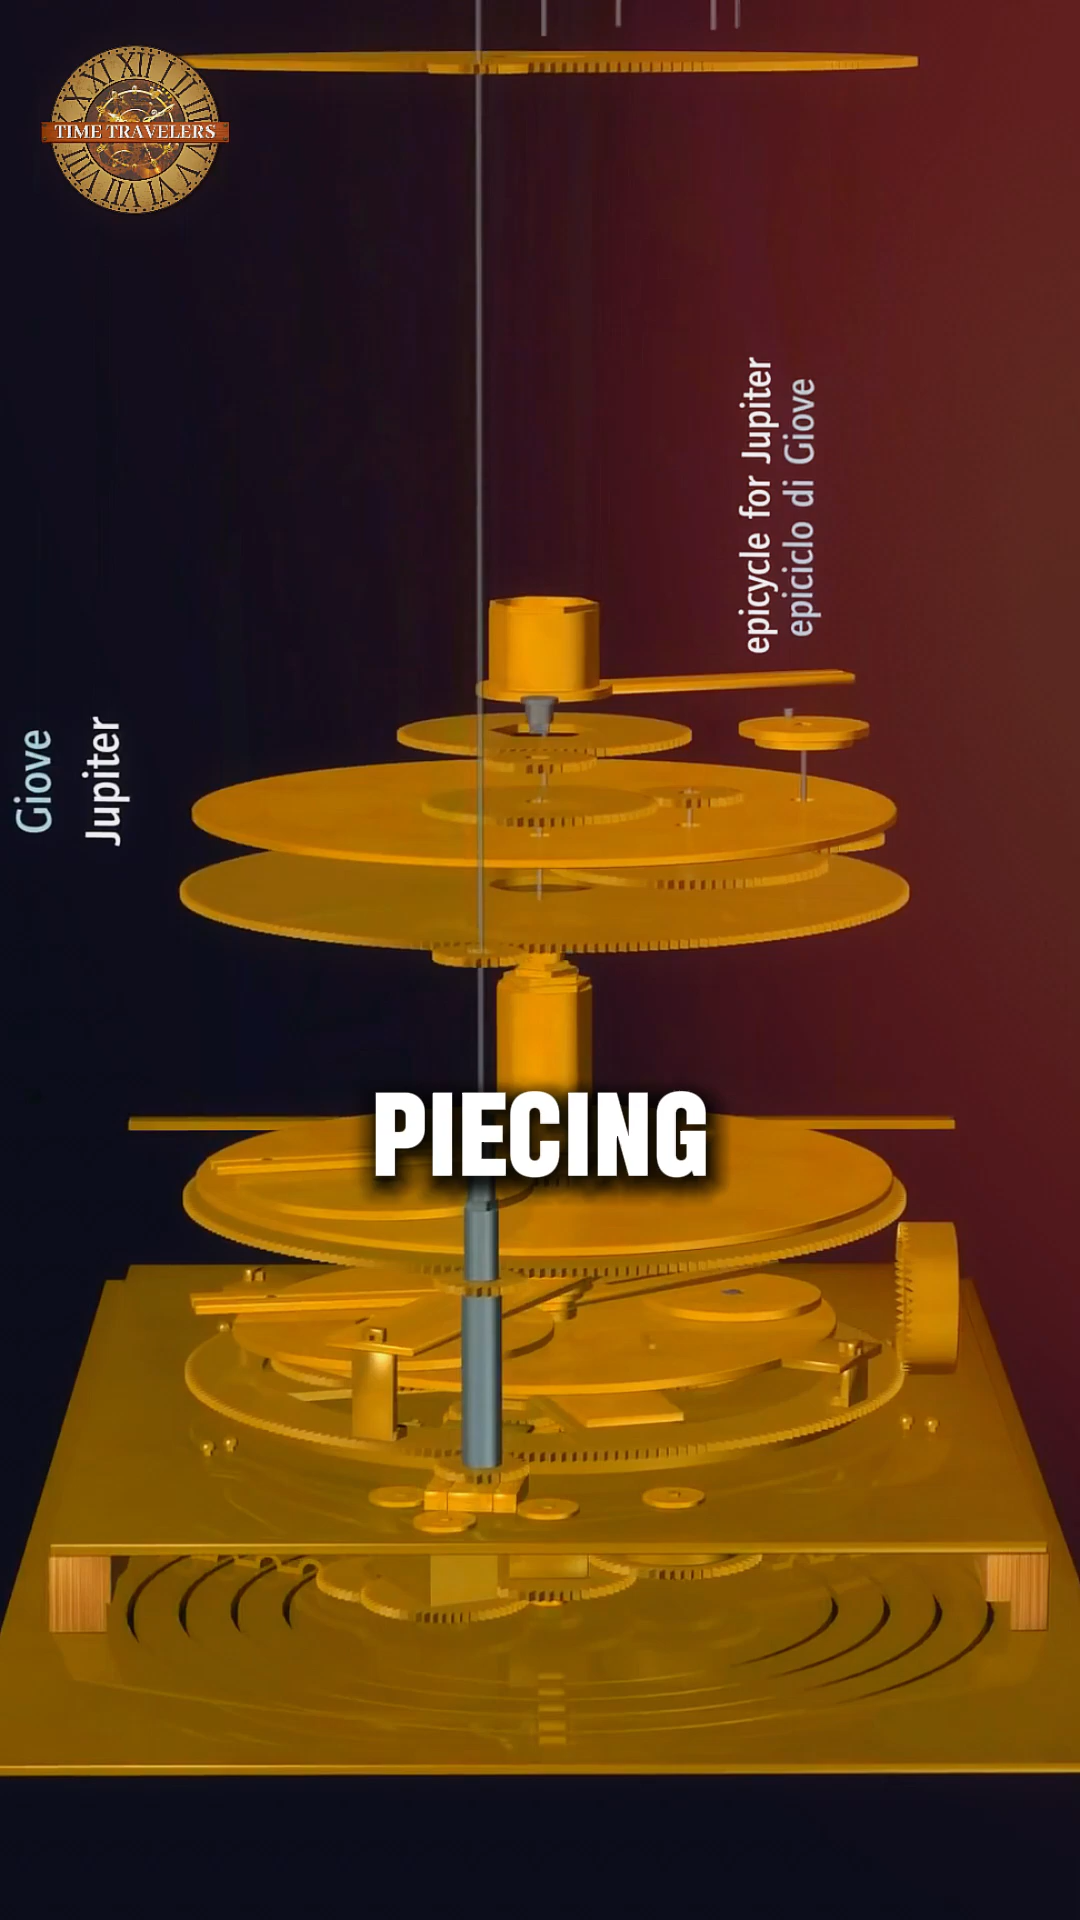 TIME TRAVELERS
epicycle for Jupiter
epiciclo di Giove
Giove
Jupiter
PIECING